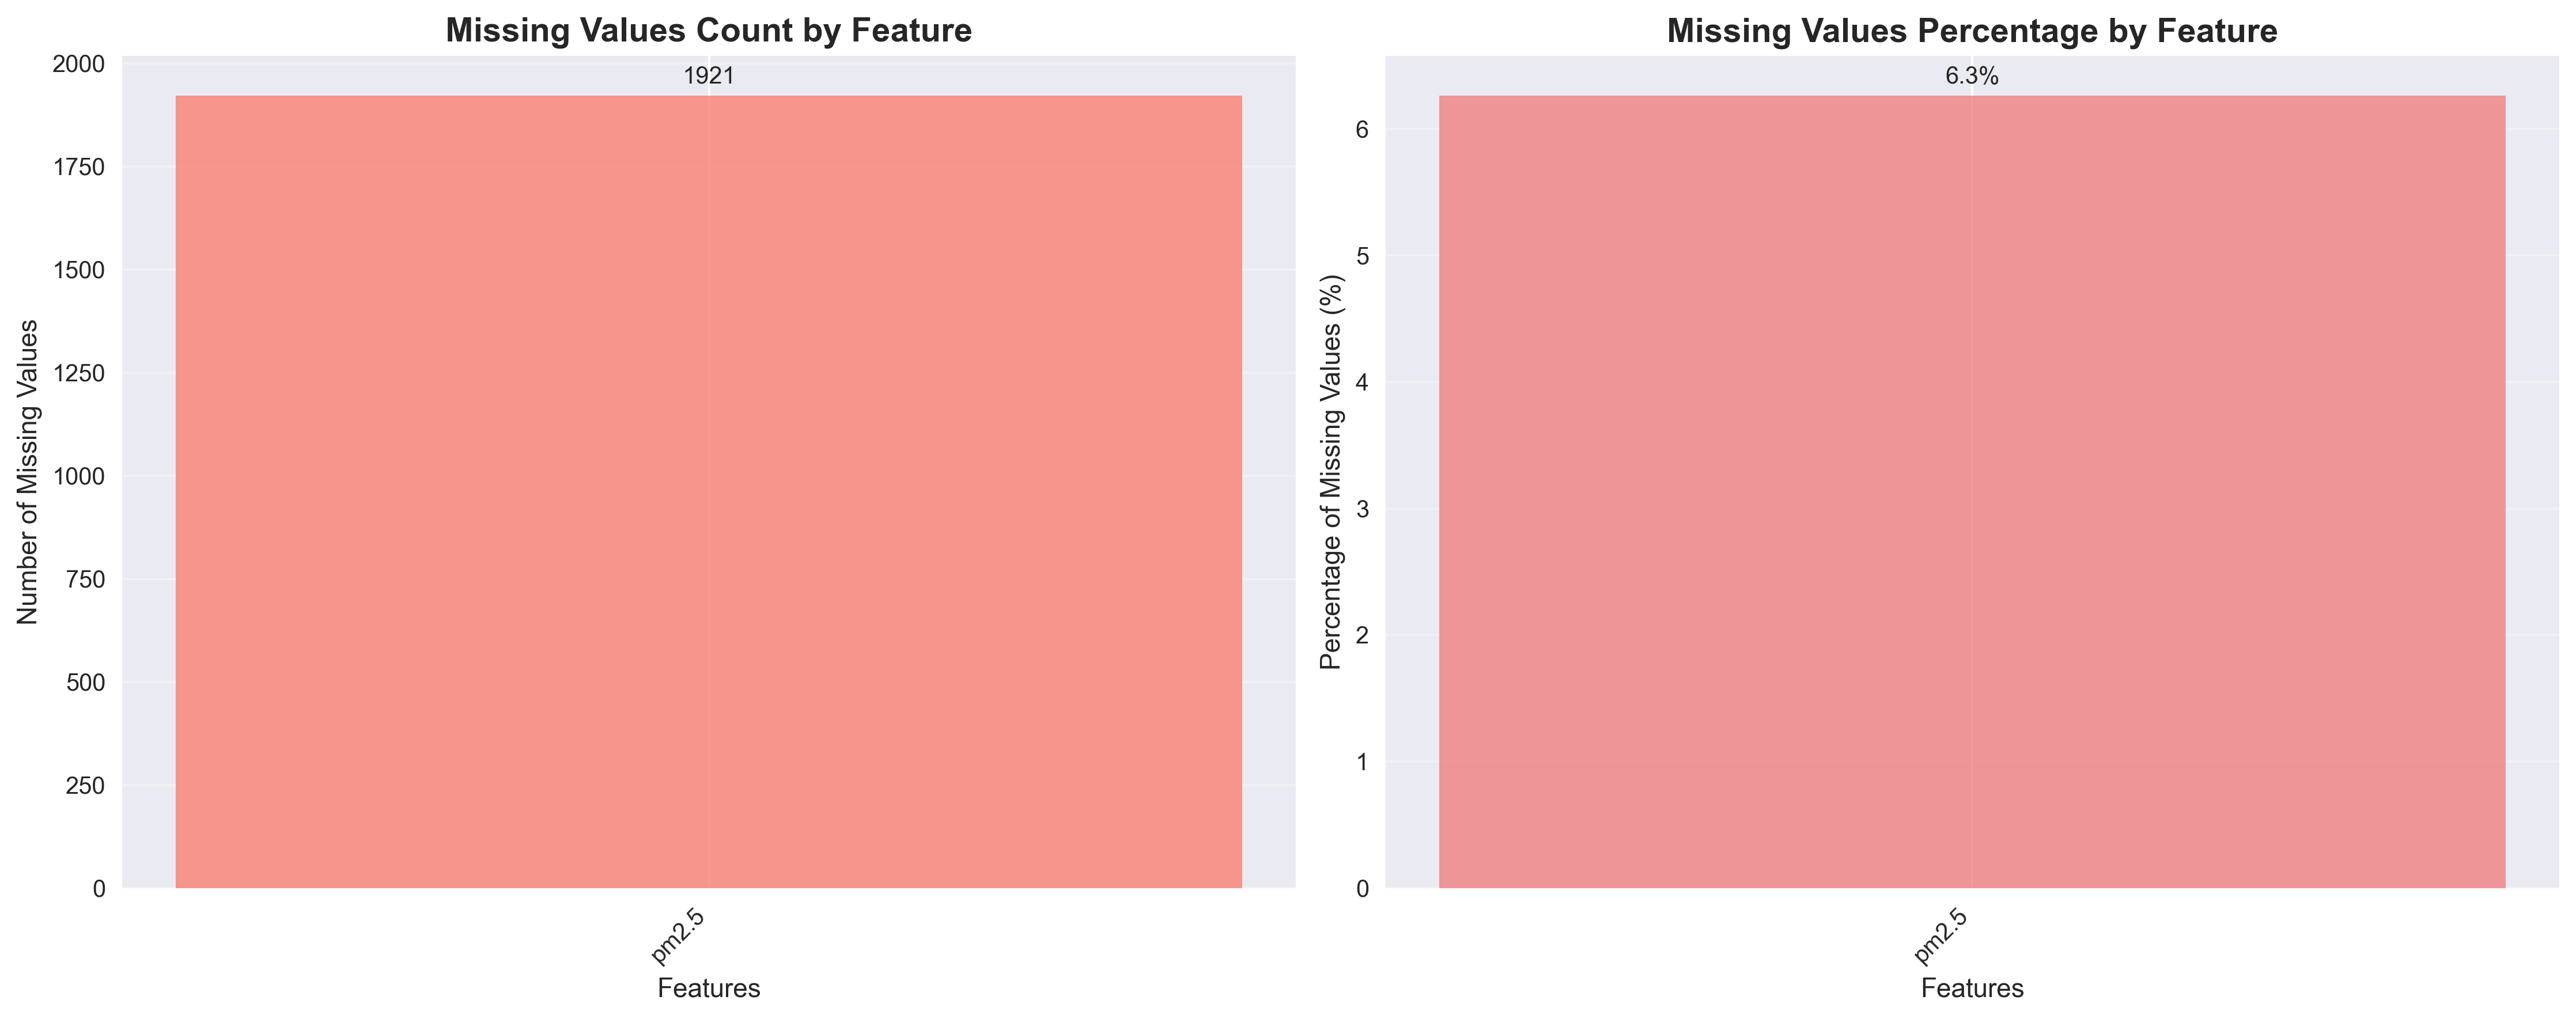 Missing Values Count by Feature
Number of Missing Values
2000
1750
1500
1250
1000
750
500
250
0
1921
pm2.5
Features
Missing Values Percentage by Feature
Percentage of Missing Values (%)
6
5
4
3
2
1
0
6.3%
pm2.5
Features